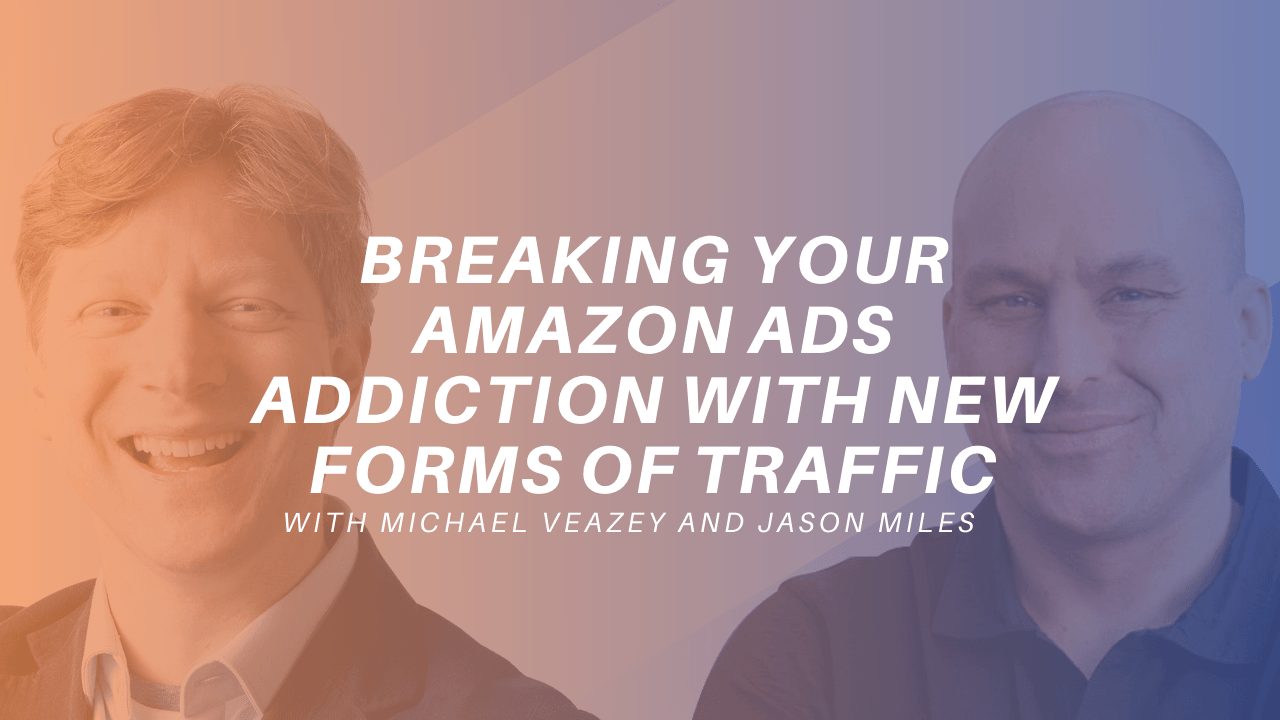 BREAKING YOUR
AMAZON ADS
ADDICTION WITH NEW
FORMS OF TRAFFIC
WITH MICHAEL VEAZEY AND JASON MILES